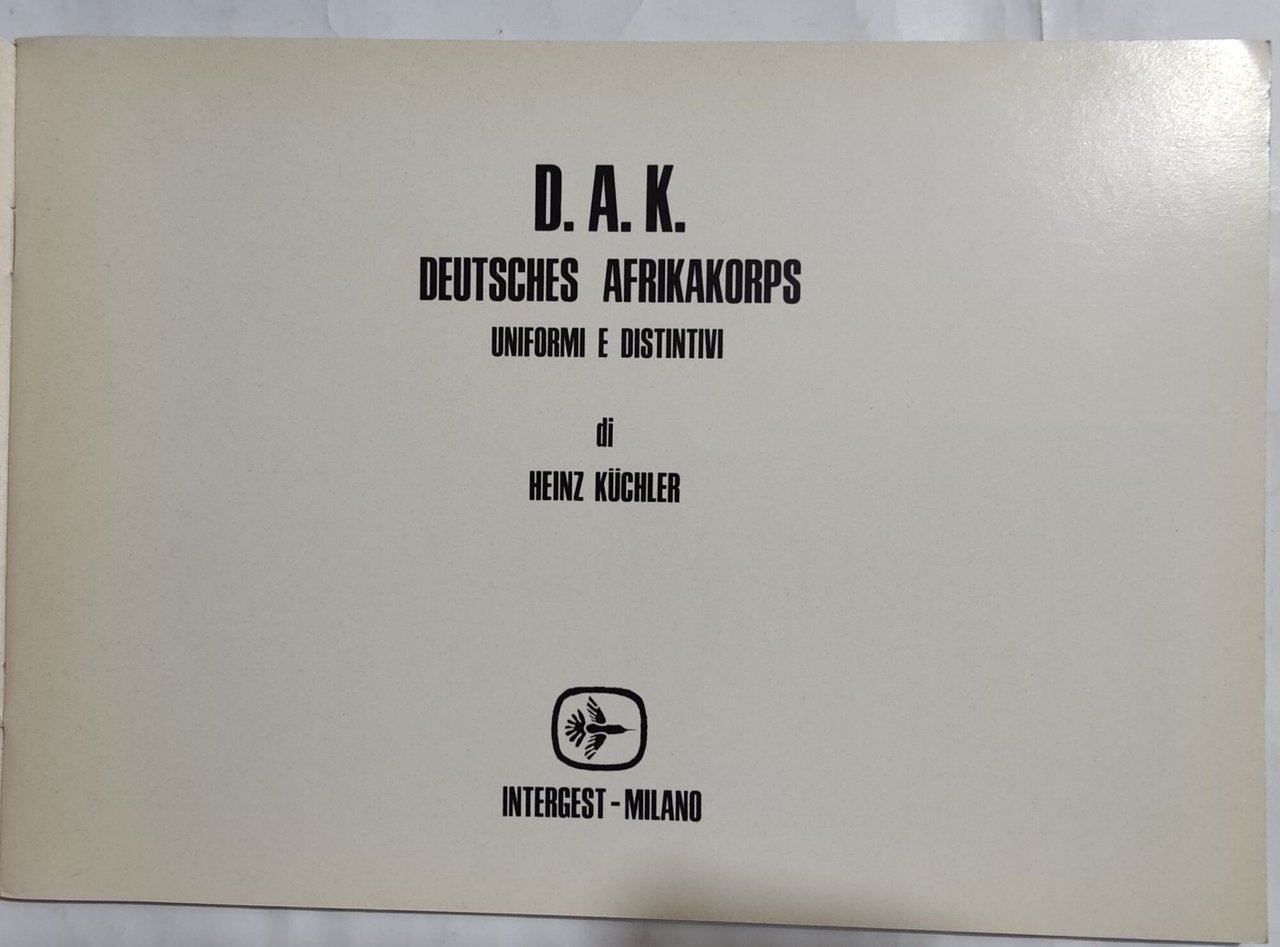 D. A. K.
DEUTSCHES AFRIKAKORPS
UNIFORMI E DISTINTIVI
di
HEINZ KÜCHLER
INTERGEST - MILANO